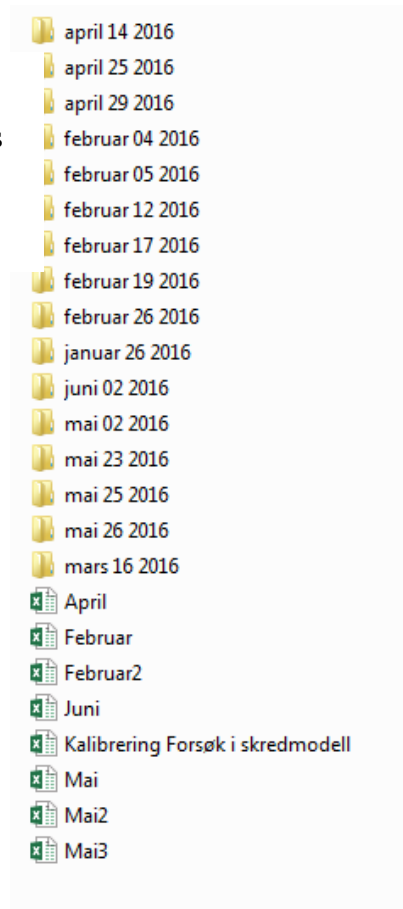 april 14 2016
april 25 2016
april 29 2016
februar 04 2016
februar 05 2016
februar 12 2016
februar 17 2016
februar 19 2016
februar 26 2016
januar 26 2016
juni 02 2016
mai 02 2016
mai 23 2016
mai 25 2016
mai 26 2016
mars 16 2016
April
Februar
Februar2
Juni
Kalibrering Forsøk i skredmodell
Mai
Mai2
Mai3